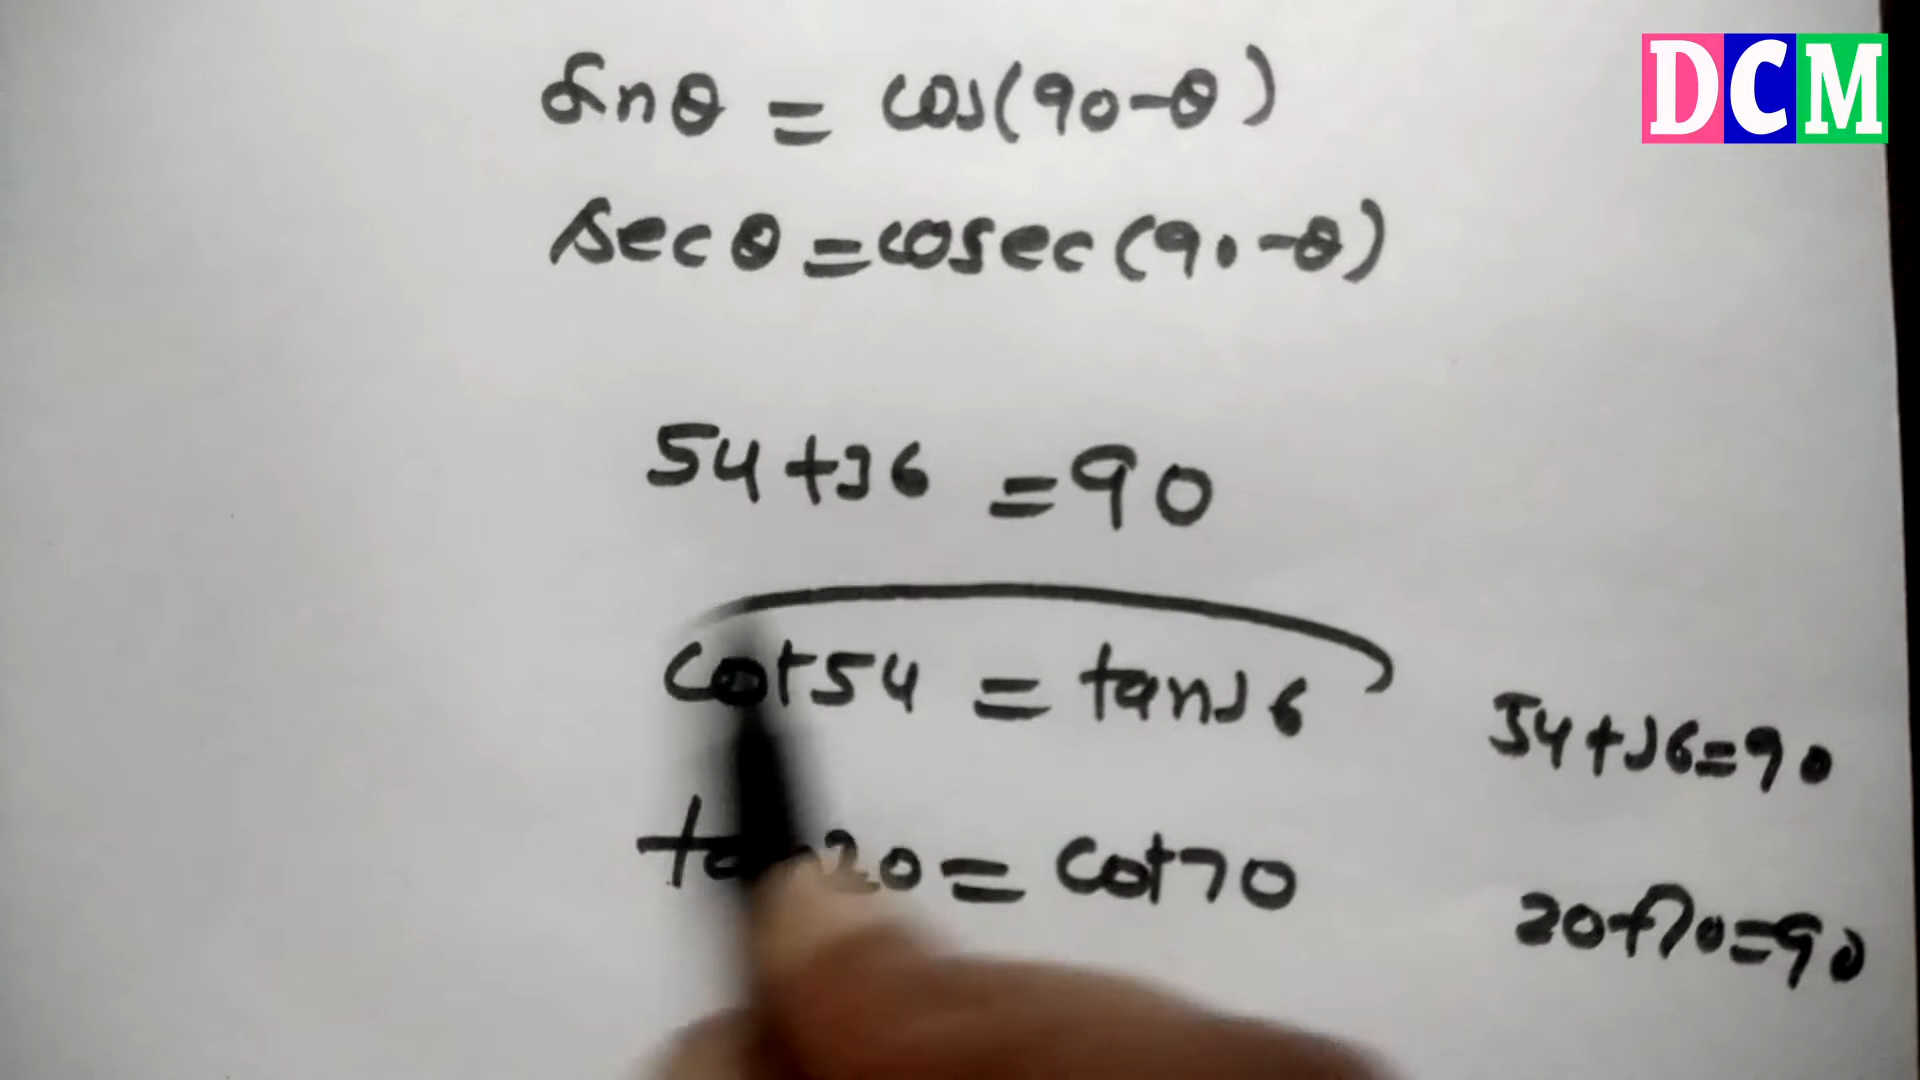 DCM
sinθ = cos(90-θ)
secθ = cosec(90-θ)
54+36 = 90
cot54 = tan36
54+36=90
20 = cot70
20+70=90